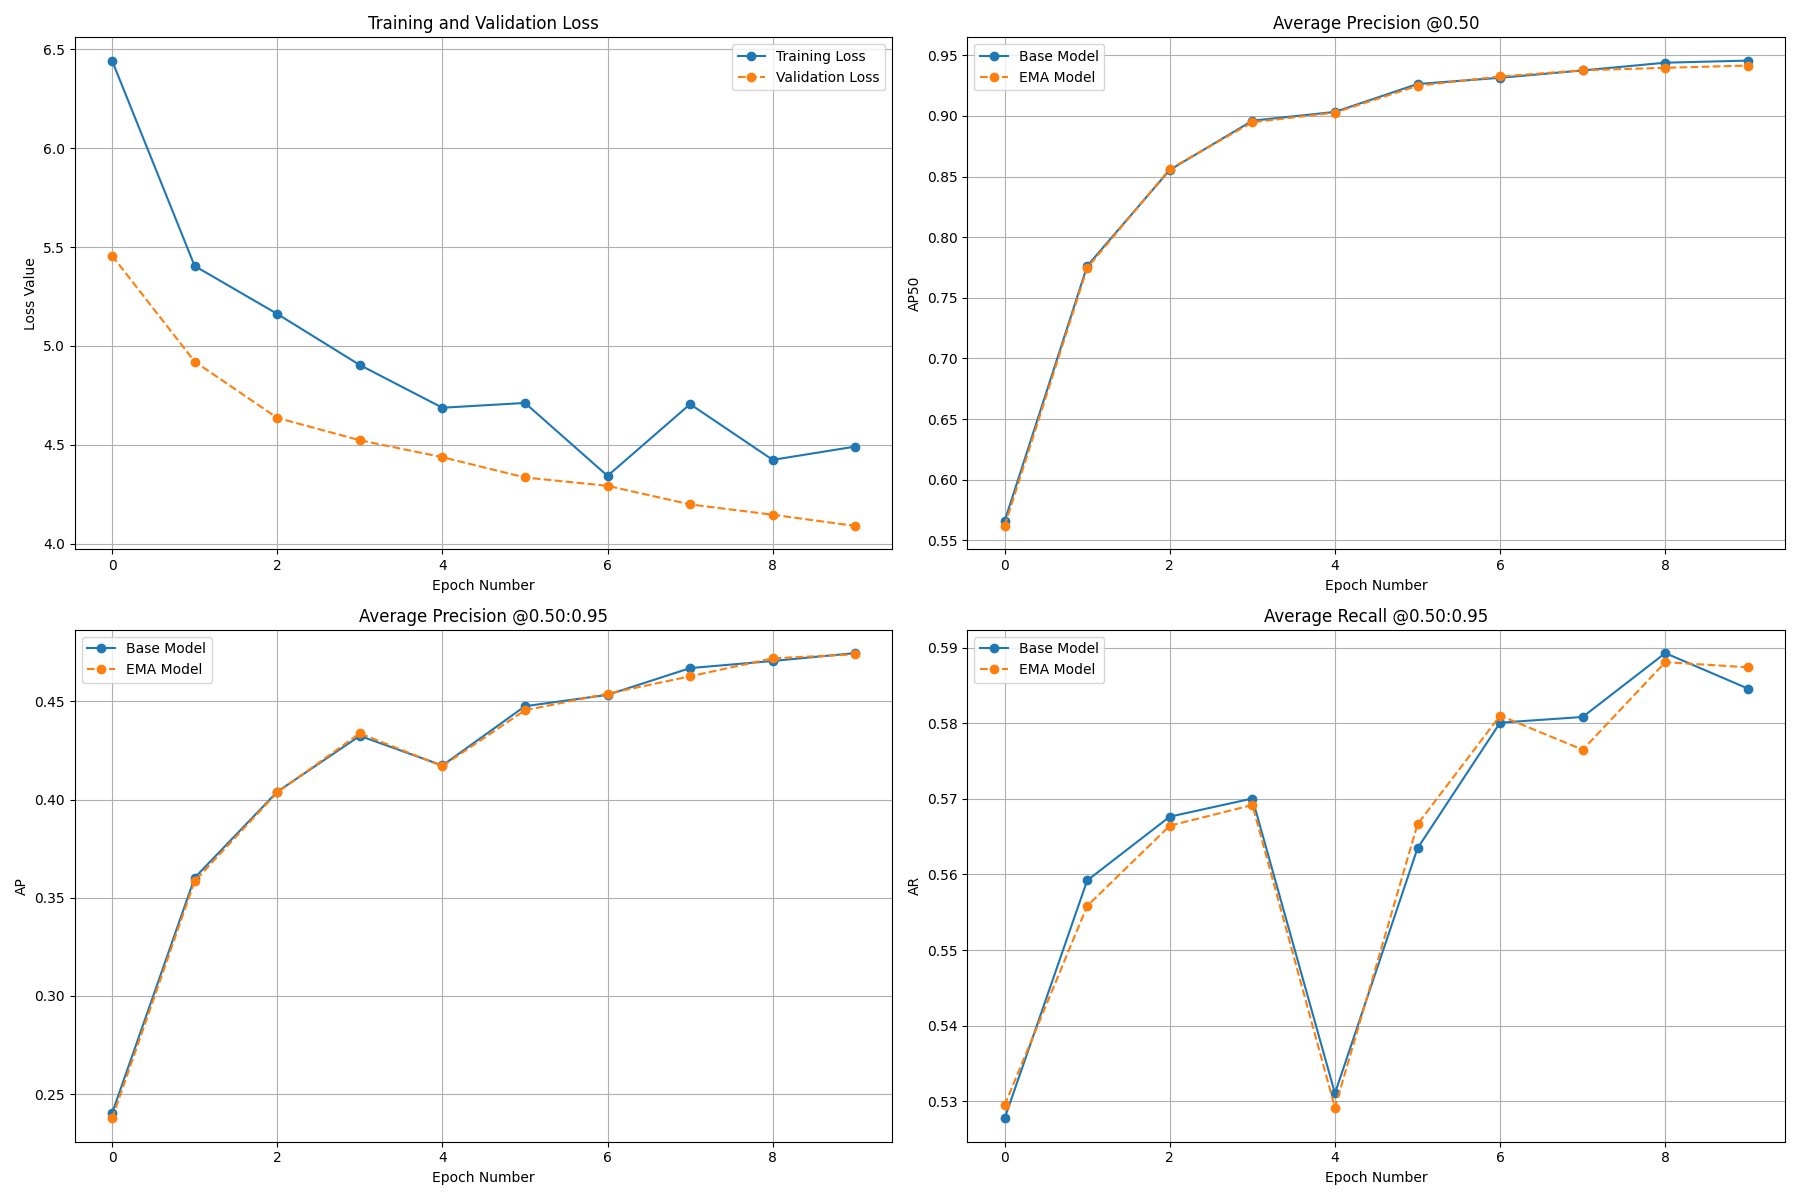 Training and Validation Loss
Training Loss
Validation Loss
6.5
6.0
5.5
5.0
4.5
4.0
Loss Value
0 2 4 6 8
Epoch Number
Average Precision @0.50
Base Model
EMA Model
0.95
0.90
0.85
0.80
0.75
0.70
0.65
0.60
0.55
AP50
0 2 4 6 8
Epoch Number
Average Precision @0.50:0.95
Base Model
EMA Model
0.45
0.40
0.35
0.30
0.25
AP
0 2 4 6 8
Epoch Number
Average Recall @0.50:0.95
Base Model
EMA Model
0.59
0.58
0.57
0.56
0.55
0.54
0.53
AR
0 2 4 6 8
Epoch Number